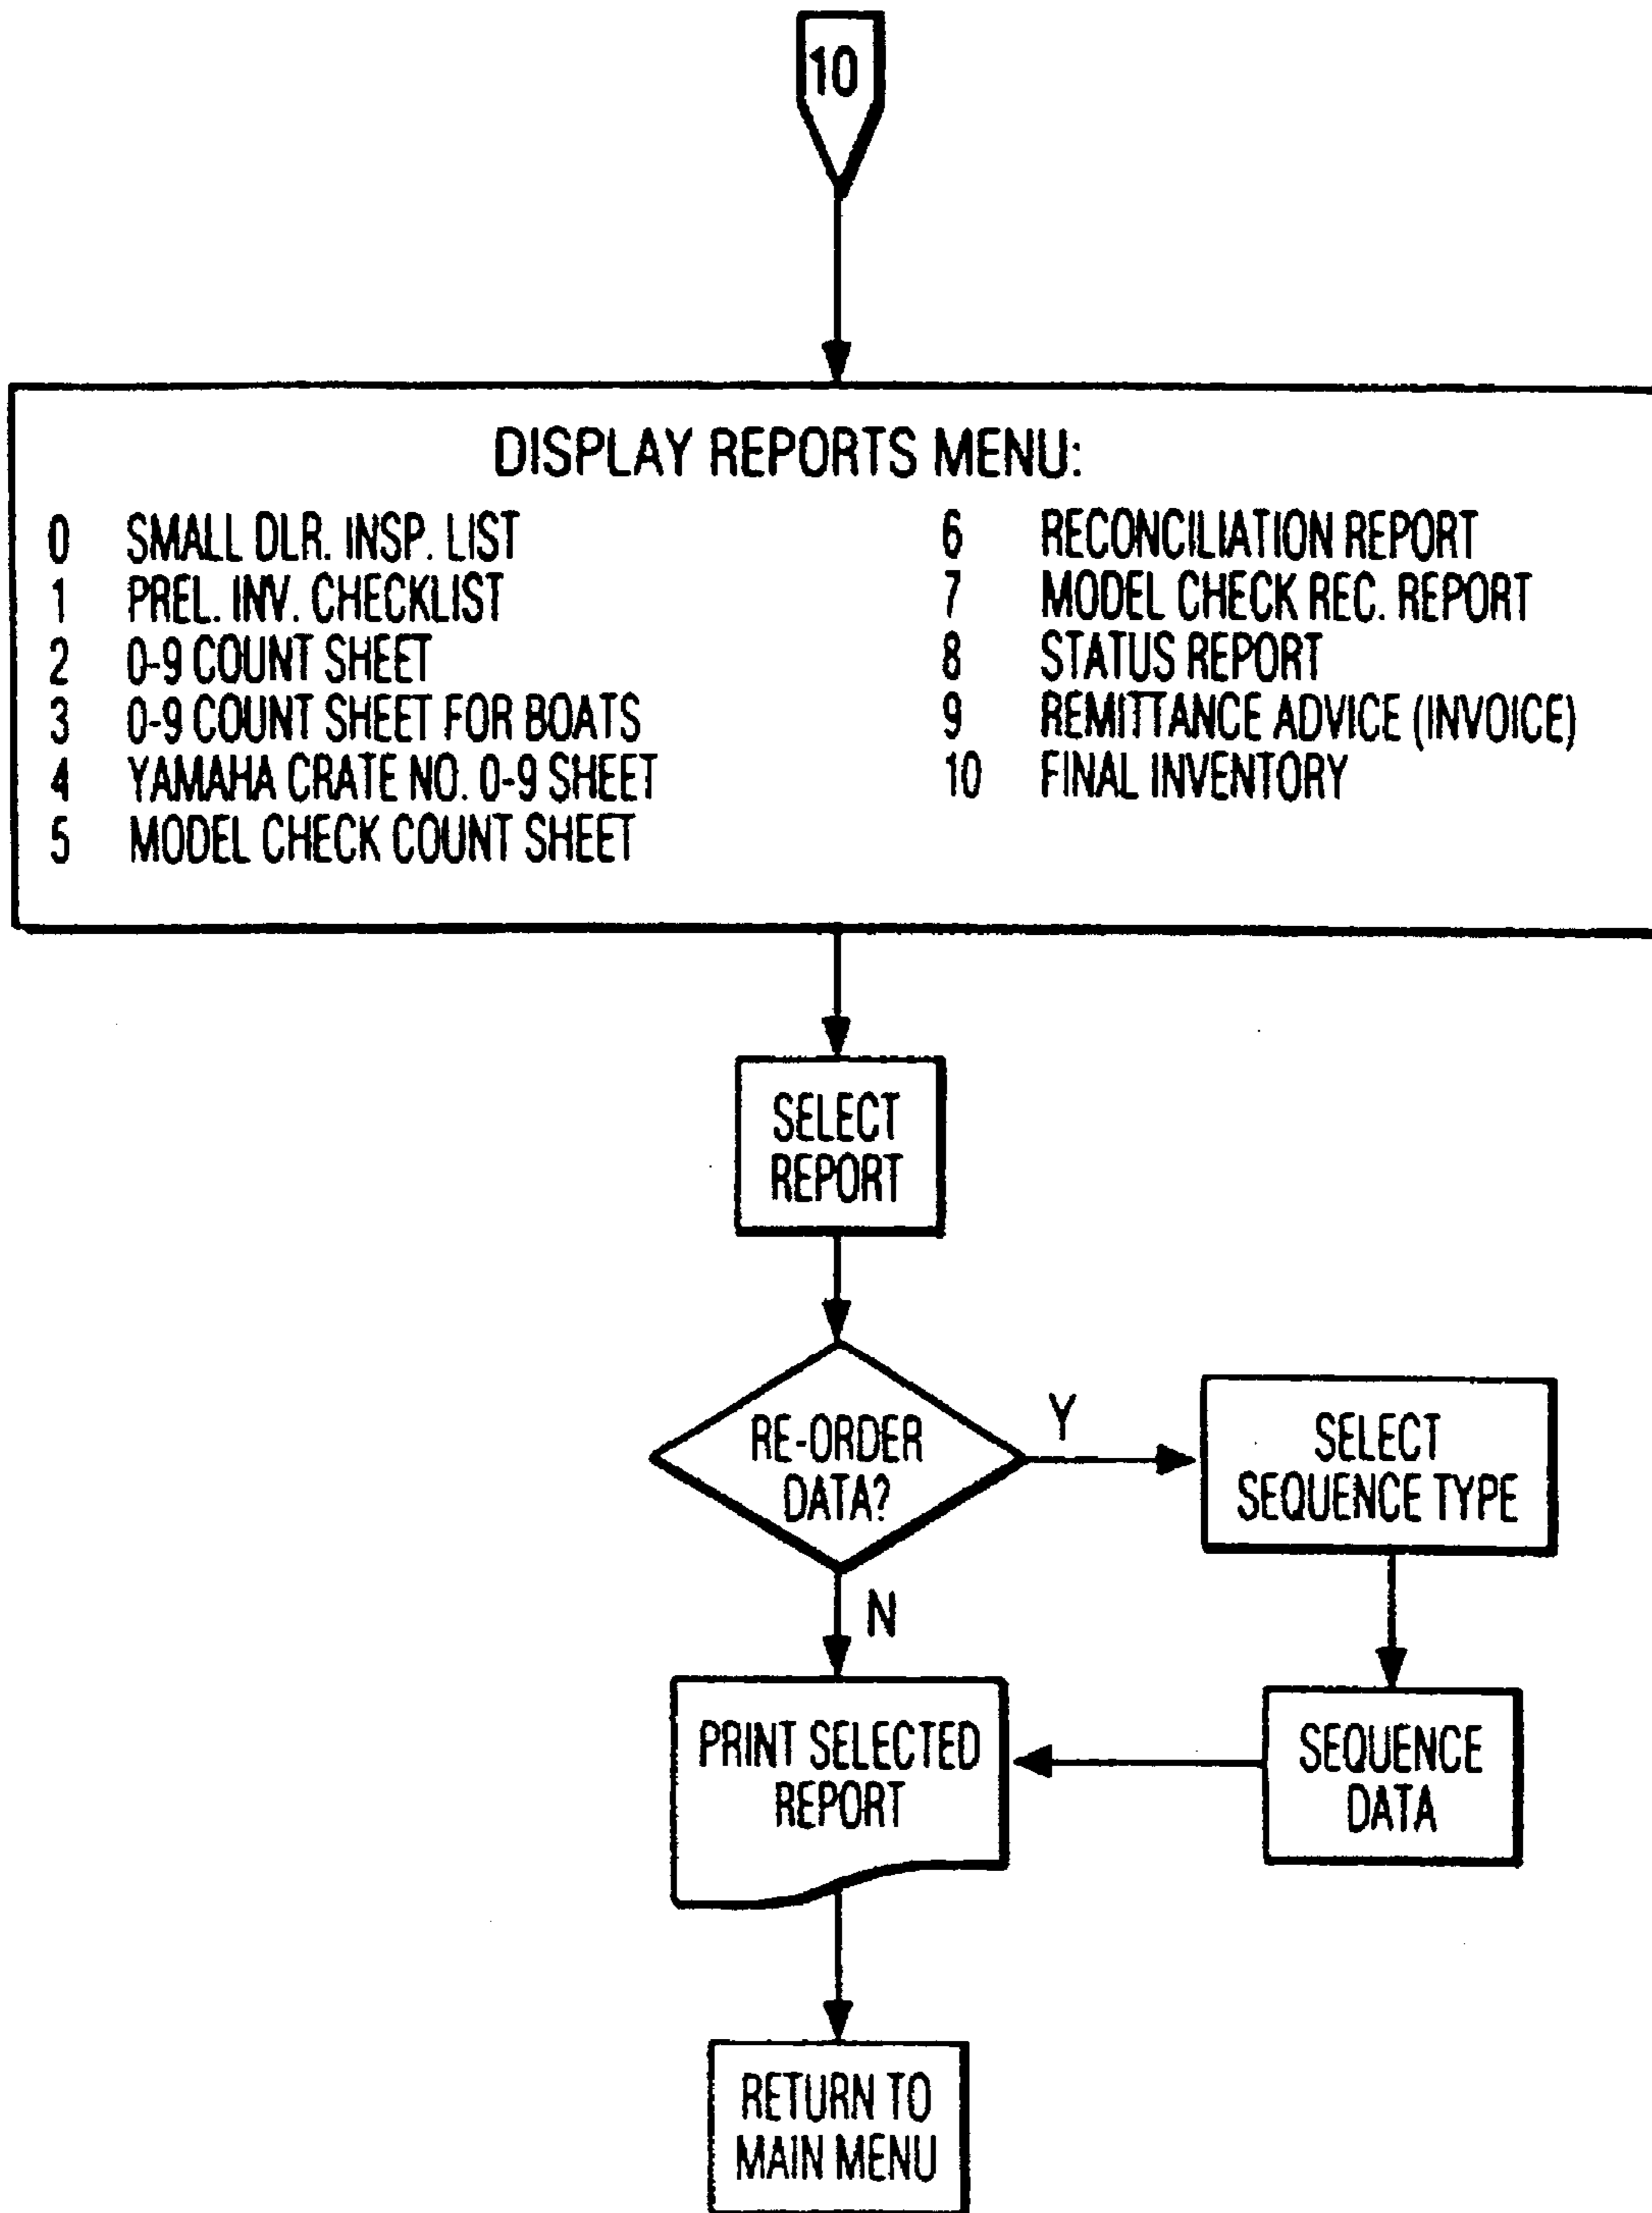 10
DISPLAY REPORTS MENU:
0 SMALL DLR. INSP. LIST
1 PREL. INV. CHECKLIST
2 0-9 COUNT SHEET
3 0-9 COUNT SHEET FOR BOATS
4 YAMAHA CRATE NO. 0-9 SHEET
5 MODEL CHECK COUNT SHEET
6 RECONCILIATION REPORT
7 MODEL CHECK REC. REPORT
8 STATUS REPORT
9 REMITTANCE ADVICE (INVOICE)
10 FINAL INVENTORY
SELECT
REPORT
RE-ORDER
DATA?
Y
SELECT
SEQUENCE TYPE
N
PRINT SELECTED
REPORT
SEQUENCE
DATA
RETURN TO
MAIN MENU